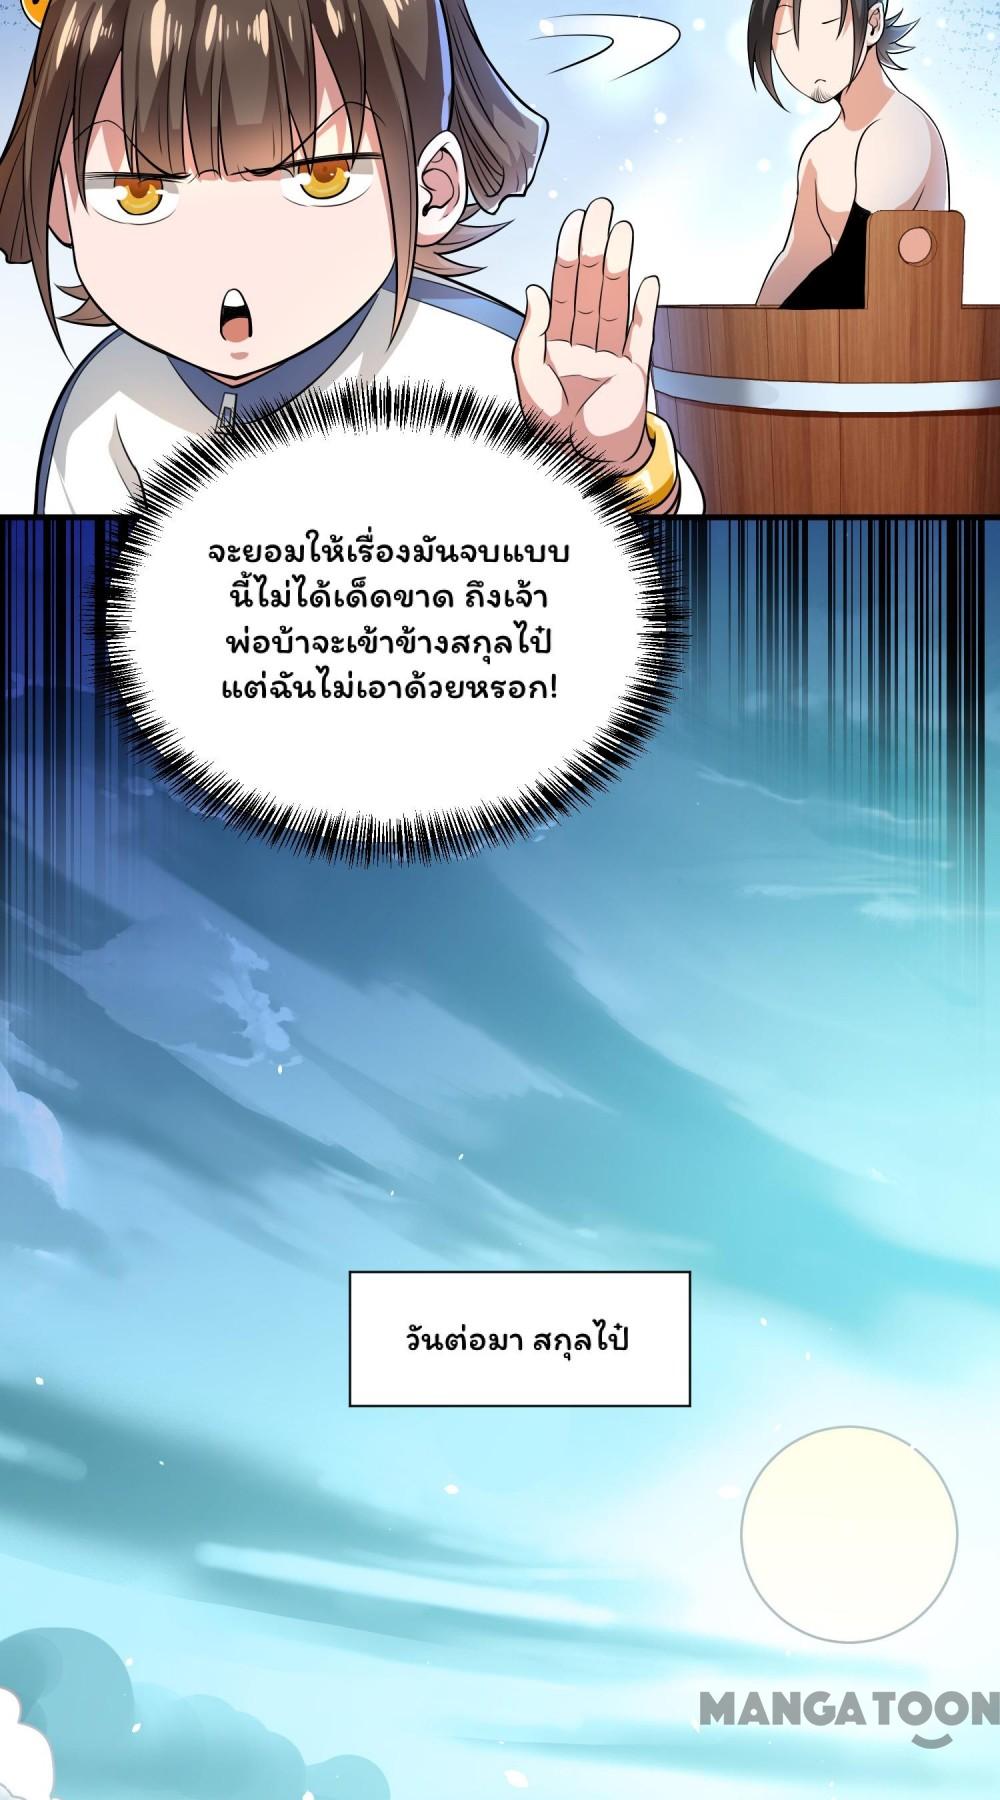 จะยอมให้เรื่องมันจบแบบ
นี้ไม่ได้เด็ดขาด ถึงเจ้า
พ่อบ้าจะเข้าข้างสกุลไป๋
แต่ฉันไม่เอาด้วยหรอก!
วันต่อมา สกุลไป๋
MANGATOON